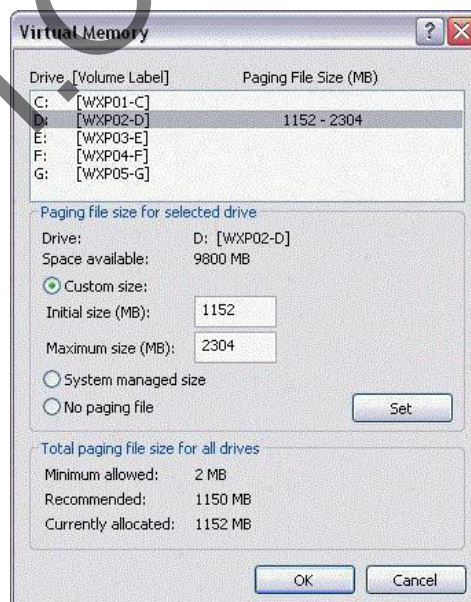 Virtual Memory
Drive [Volume Label] Paging File Size (MB)
C: [WXP01-C]
D: [WXP02-D] 1152 - 2304
E: [WXP03-E]
F: [WXP04-F]
G: [WXP05-G]
Paging file size for selected drive
Drive: D: [WXP02-D]
Space available: 9800 MB
Custom size:
Initial size (MB): 1152
Maximum size (MB): 2304
System managed size
No paging file Set
Total paging file size for all drives
Minimum allowed: 2 MB
Recommended: 1150 MB
Currently allocated: 1152 MB
OK Cancel